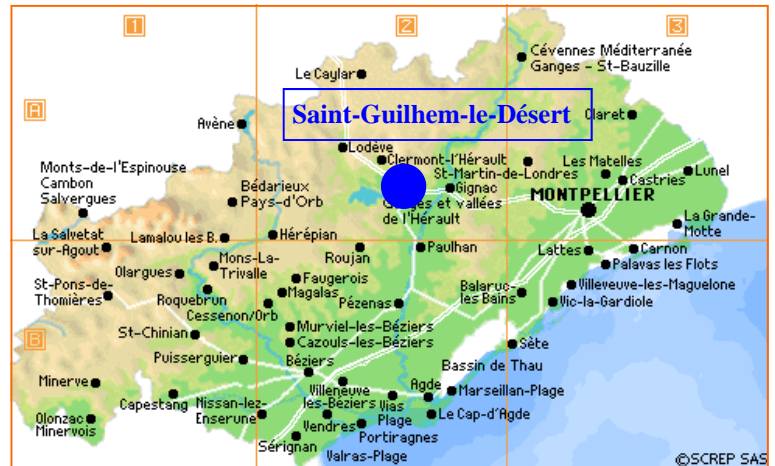 1
2
3
Cévennes Méditerranée
Ganges - St-Bauzille
Le Caylar
A
Saint-Guilhem-le-Désert
Claret
Avène
Lodève
Clermont-l'Hérault
Les Matelles
St-Martin-de-Londres
Castries
Lunel
Monts-de-l'Espinouse
Cambon
Salvergues
Bédarieux
Pays-d'Orb
Gignac
MONTPELLIER
et vallées
de l'Hérault
La Grande-
Motte
La Salvetat
sur-Agout
Lamalou les B.
Hérépian
Roujan
Paulhan
Lattes
Carnon
Palavas les Flots
Olargues
Mons-La-
Trivalle
Faugerois
Magalas
Villeveuve-les-Maguelone
Balaruc-
les Bains
Vic-la-Gardiole
St-Pons-de-
Thomières
Roquebrun
Cessenon/Orb
Pézenas
St-Chinian
Murviel-les-Béziers
Cazouls-les-Béziers
Sète
B
Puisserguier
Béziers
Bassin de Thau
Minerve
Capestang
Nissan-lez-
Enserune
Villeneuve
les-Béziers
Vias
Plage
Agde
Marseillan-Plage
Le Cap-d'Agde
Olonzac
Minervois
Vendres
Portiragnes
Sérignan
Valras-Plage
©SCREP SAS